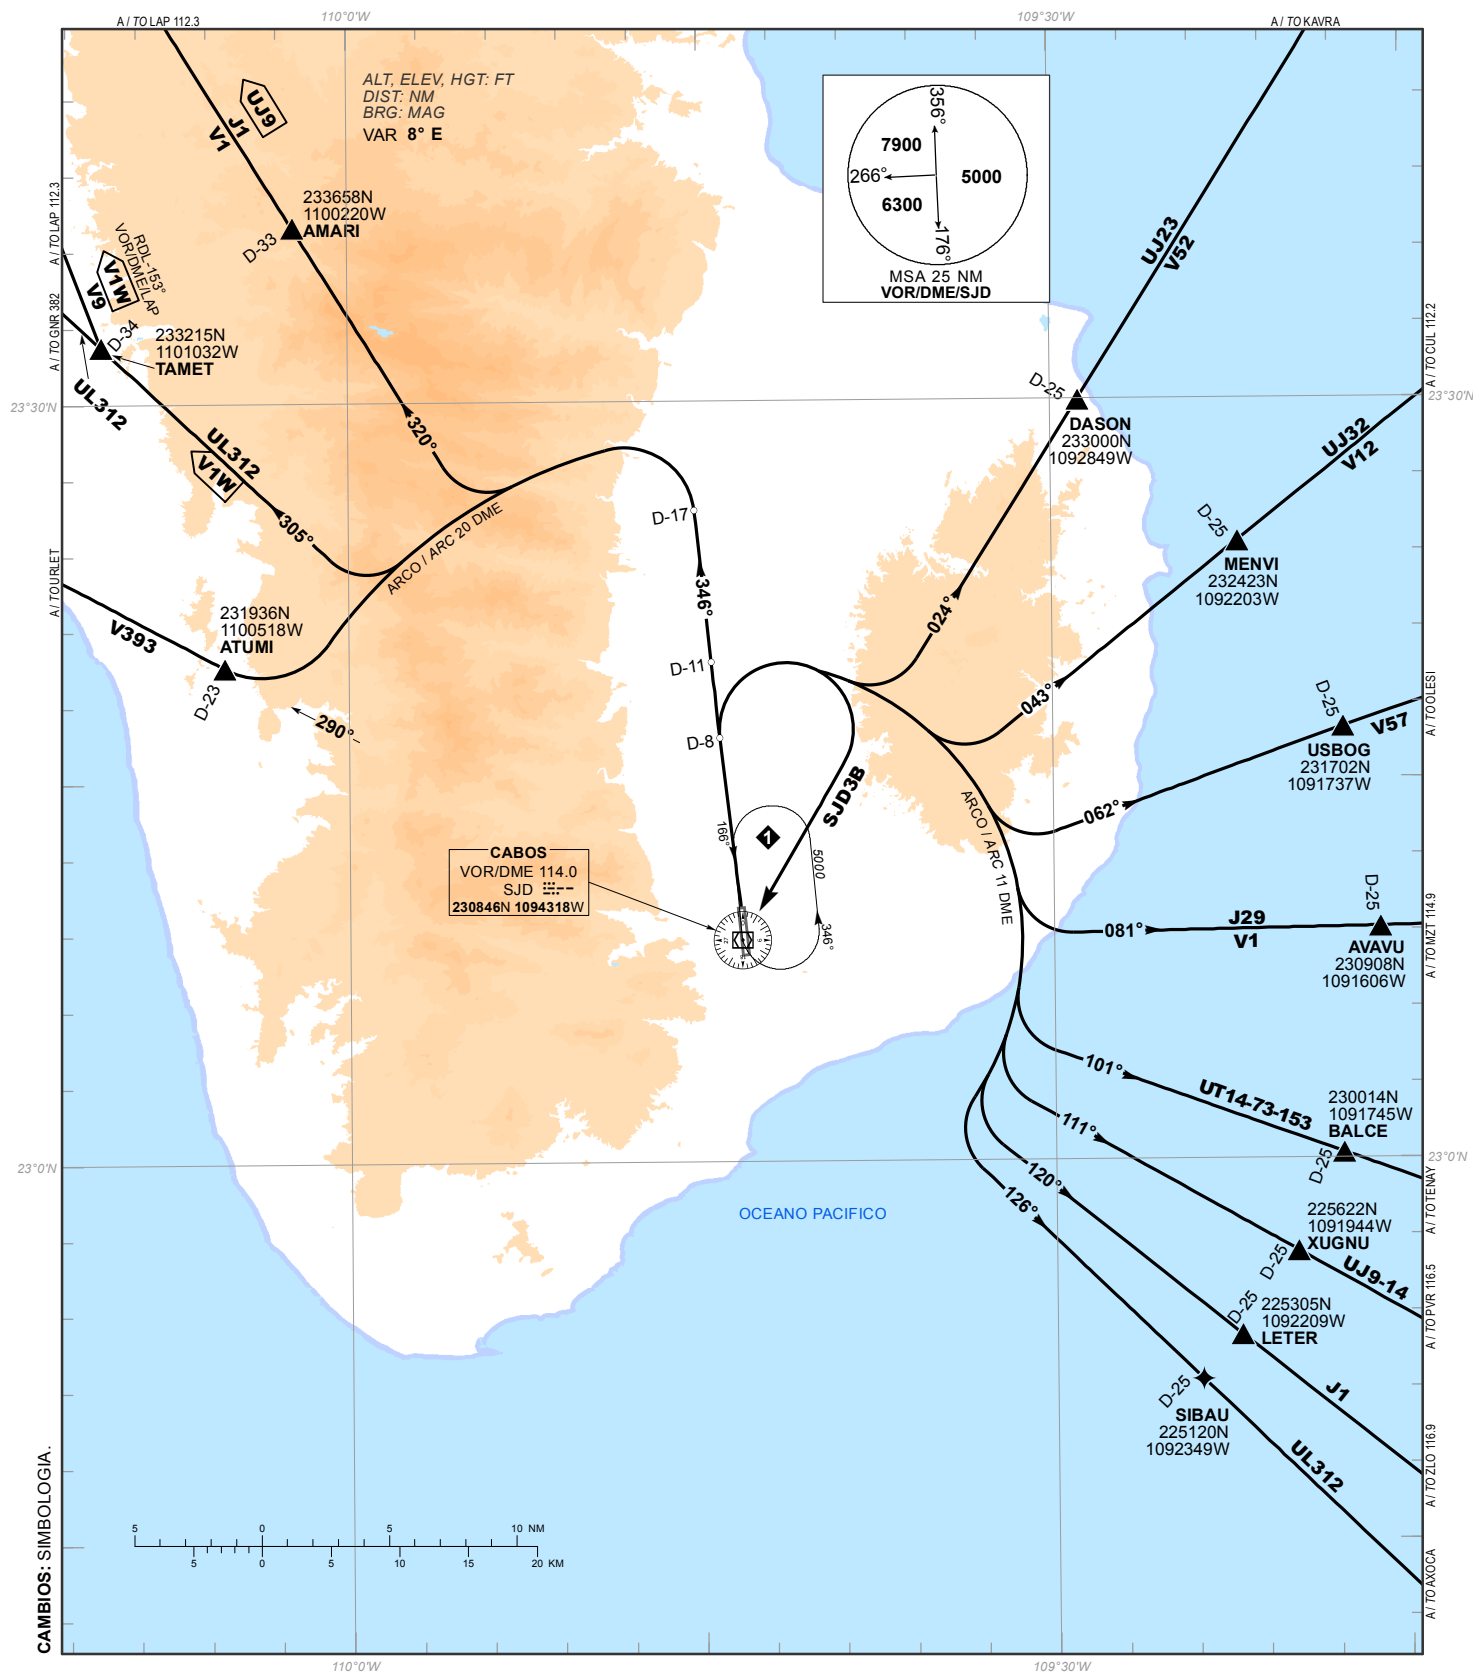 A / TO LAP 112.3
110°0'W
109°30'W
A / TO KAVRA
ALT, ELEV, HGT: FT
DIST: NM
BRG: MAG
VAR 8° E
UJ9
J1
V1
356°
7900
266°
5000
6300
176°
MSA 25 NM
VOR/DME/SJD
A / TO LAP 112.3
233658N
1100220W
AMARI
D-33
RDL-153°
VOR/DME/LAP
V1W
V9
D-34
A / TO GNR 382
233215N
1101032W
TAMET
UL312
UJ23
V52
A / TO CUL 112.2
23°30'N
23°30'N
D-25
DASON
233000N
1092849W
320°
UL312
V1W
305°
ARCO / ARC 20 DME
D-17
UJ32
V12
D-25
MENVI
232423N
1092203W
A / TO URLET
V393
231936N
1100518W
ATUMI
D-23
290°
346°
D-11
D-8
024°
043°
A / TO OLESI
D-25
V57
USBOG
231702N
1091737W
062°
SJD3B
ARCO / ARC 11 DME
166°
1
5000
346°
CABOS
VOR/DME 114.0
SJD
230846N 1094318W
D-25
J29
V1
081°
AVAVU
230908N
1091606W
A / TO MZT 114.9
101°
UT14-73-153
230014N
1091745W
BALCE
D-25
23°0'N
23°0'N
A / TO TENAY
111°
120°
126°
OCEANO PACIFICO
225622N
1091944W
XUGNU
D-25
UJ9-14
A / TO PVR 116.5
D-25
225305N
1092209W
LETER
J1
D-25
SIBAU
225120N
1092349W
UL312
A / TO ZLO 116.9
A / TO AXOCA
CAMBIOS: SIMBOLOGIA.
5 0 5 10 NM
5 0 5 10 15 20 KM
110°0'W
109°30'W